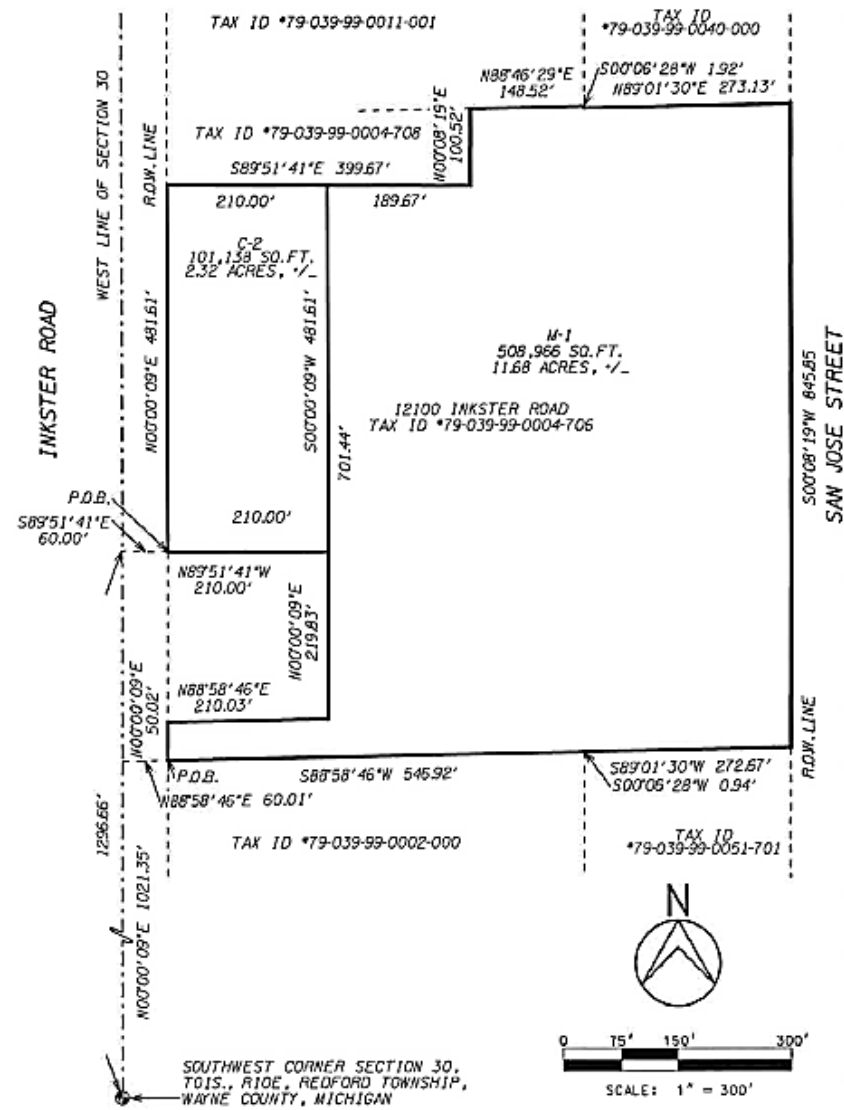 TAX ID *79-039-99-0011-001
TAX ID
*79-039-99-0040-000
N88°46'29"E
148.52'
S00°06'28"W 1.92'
N89°01'30"E 273.13'
WEST LINE OF SECTION 30
R.O.W. LINE
TAX ID *79-039-99-0004-708
N00°08'19"E
100.52'
S89°51'41"E 399.67'
210.00'
189.67'
C-2
101,138 SQ.FT.
2.32 ACRES, +/_
INKSTER ROAD
N00°00'09"E 481.61'
S00°00'09"W 481.61'
701.44'
M-1
508,966 SQ.FT.
11.68 ACRES, +/_
12100 INKSTER ROAD
TAX ID *79-039-99-0004-706
S00°08'19"W 845.85
SAN JOSE STREET
P.O.B.
S89°51'41"E
60.00'
210.00'
N89°51'41"W
210.00'
N00°00'09"E
219.83'
N00°00'09"E
50.02'
N88°58'46"E
210.03'
R.O.W. LINE
P.O.B.
S88°58'46"W 545.92'
S89°01'30"W 272.67'
N88°58'46"E 60.01'
S00°06'28"W 0.94'
1296.66'
N00°00'09"E 1021.35'
TAX ID *79-039-99-0002-000
TAX ID
*79-039-99-0051-701
N
0 75' 150' 300'
SCALE: 1" = 300'
SOUTHWEST CORNER SECTION 30,
T01S., R10E, REDFORD TOWNSHIP,
WAYNE COUNTY, MICHIGAN